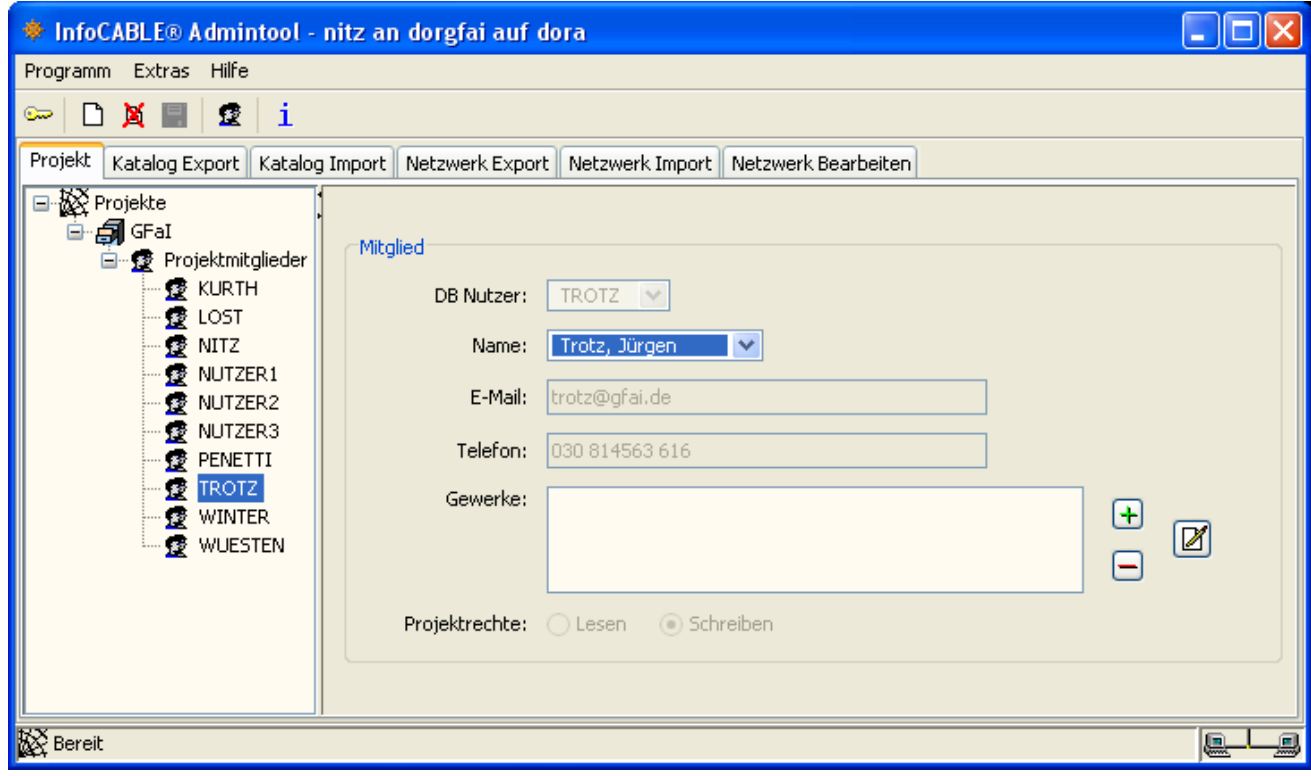 InfoCABLE® Admintool - nitz an dorgfai auf dora
Programm Extras Hilfe
i
Projekt Katalog Export Katalog Import Netzwerk Export Netzwerk Import Netzwerk Bearbeiten
Projekte
GFaI
Projektmitglieder
KURTH
LOST
NITZ
NUTZER1
NUTZER2
NUTZER3
PENETTI
TROTZ
WINTER
WUESTEN
Mitglied
DB Nutzer: TROTZ
Name: Trotz, Jürgen
E-Mail: trotz@gfai.de
Telefon: 030 814563 616
Gewerke:
Projektrechte: Lesen Schreiben
Bereit